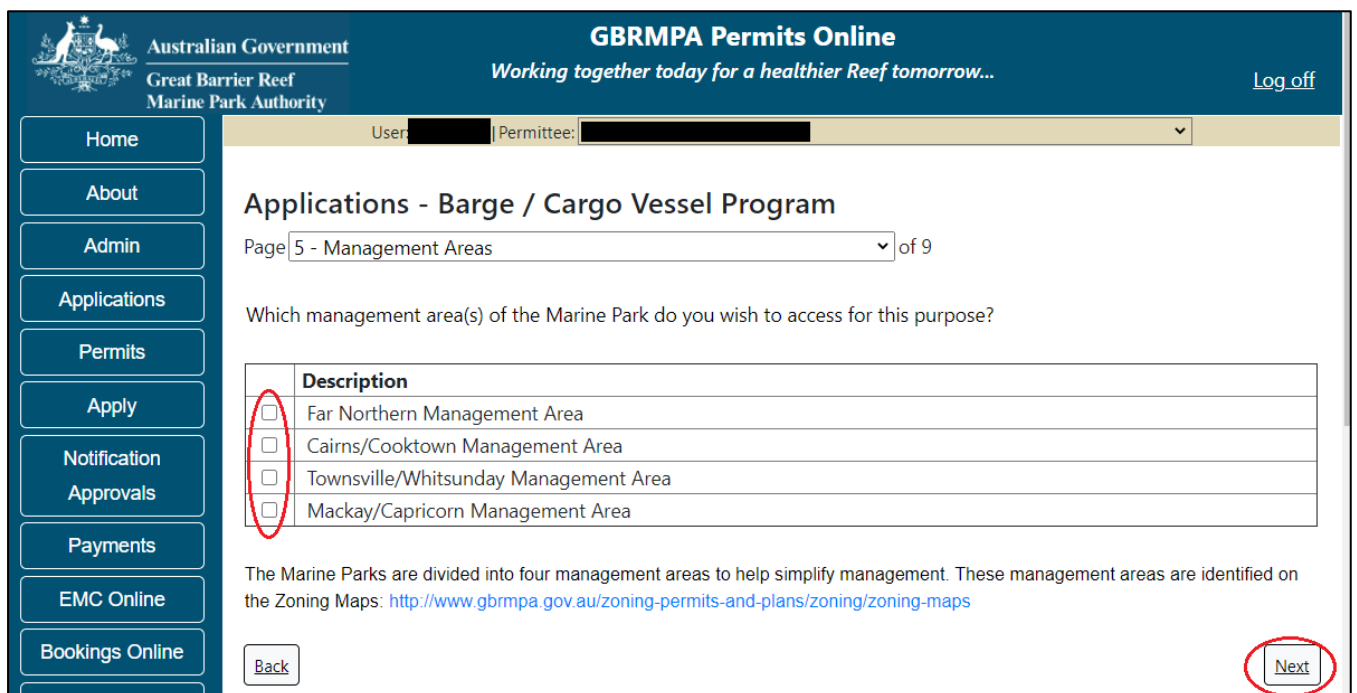 Australian Government
Great Barrier Reef
Marine Park Authority
GBRMPA Permits Online
Working together today for a healthier Reef tomorrow...
Log off
User: | Permittee:
Home
About
Admin
Applications
Permits
Apply
Notification
Approvals
Payments
EMC Online
Bookings Online
Applications - Barge / Cargo Vessel Program
Page 5 - Management Areas of 9
Which management area(s) of the Marine Park do you wish to access for this purpose?
Description
Far Northern Management Area
Cairns/Cooktown Management Area
Townsville/Whitsunday Management Area
Mackay/Capricorn Management Area
The Marine Parks are divided into four management areas to help simplify management. These management areas are identified on
the Zoning Maps: http://www.gbrmpa.gov.au/zoning-permits-and-plans/zoning/zoning-maps
Back
Next